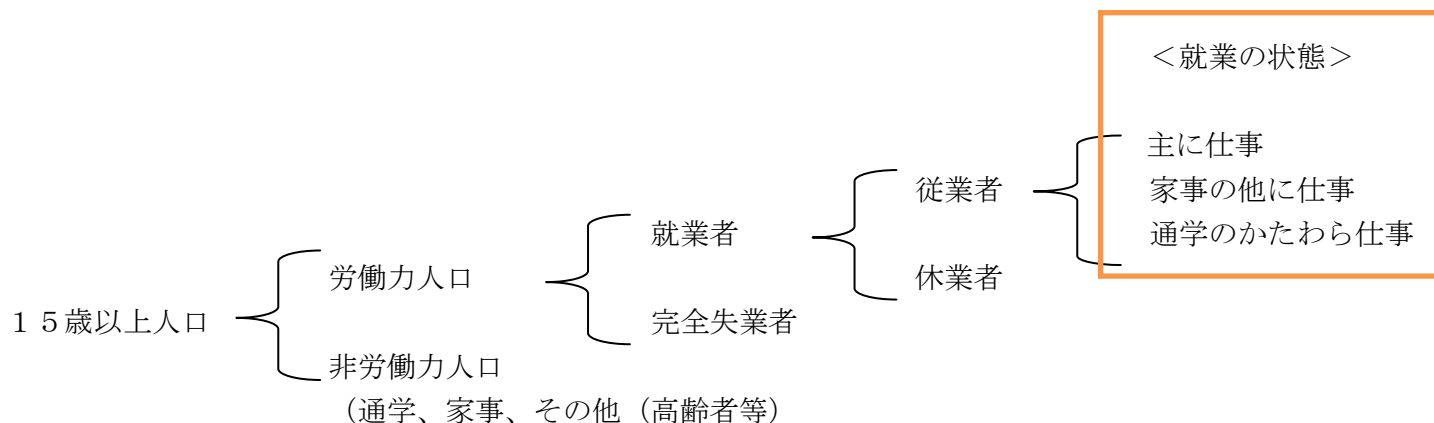 ＜就業の状態＞
主に仕事
家事の他に仕事
通学のかたわら仕事
従業者
休業者
就業者
完全失業者
労働力人口
非労働力人口
（通学、家事、その他（高齢者等）
１５歳以上人口